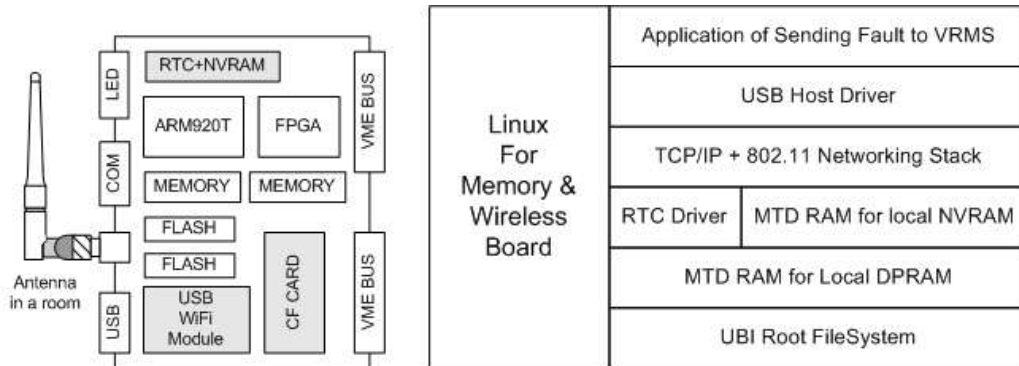 RTC+NVRAM
LED
ARM920T
FPGA
VME BUS
COM
MEMORY
MEMORY
FLASH
FLASH
Antenna
in a room
USB
USB
WiFi
Module
CF CARD
VME BUS
Linux
For
Memory &
Wireless
Board
Application of Sending Fault to VRMS
USB Host Driver
TCP/IP + 802.11 Networking Stack
RTC Driver
MTD RAM for local NVRAM
MTD RAM for Local DPRAM
UBI Root FileSystem